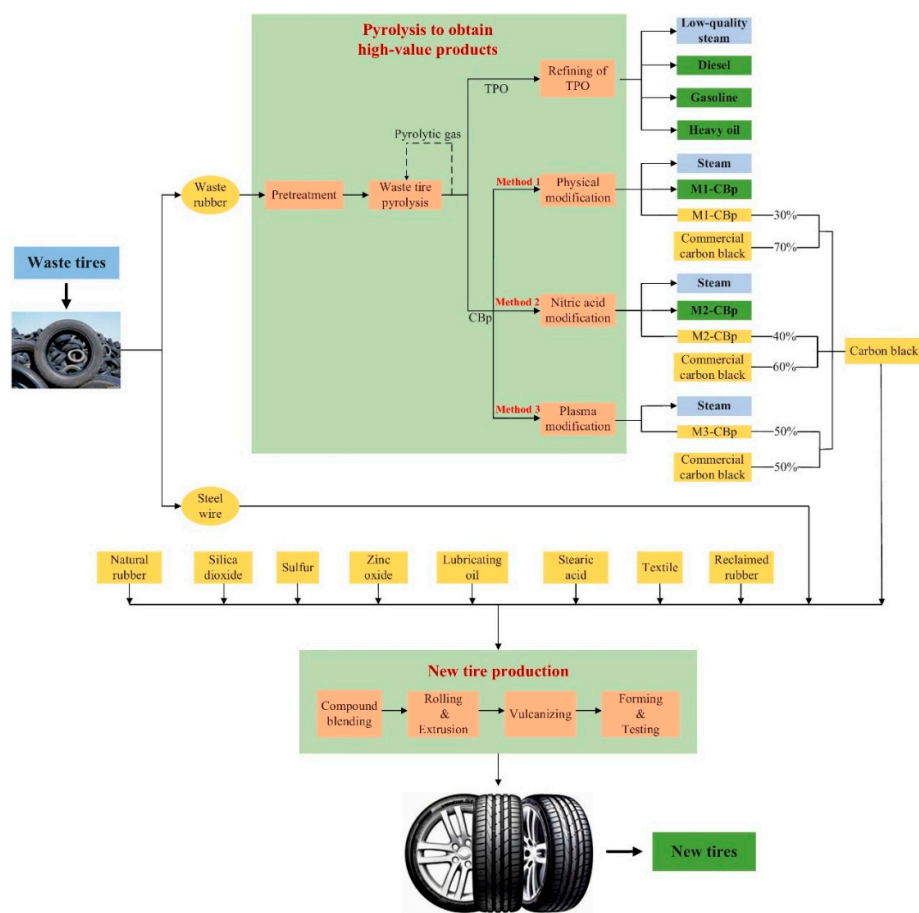 Pyrolysis to obtain
high-value products
Low-quality
steam
Diesel
Gasoline
Heavy oil
TPO
Refining of
TPO
Pyrolytic gas
Waste
rubber
Pretreatment
Waste tire
pyrolysis
Method 1
Physical
modification
Steam
M1-CBp
M1-CBp
30%
Commercial
carbon black
70%
Waste tires
CBp
Method 2
Nitric acid
modification
Steam
M2-CBp
M2-CBp
40%
Commercial
carbon black
60%
Carbon black
Method 3
Plasma
modification
Steam
M3-CBp
50%
Commercial
carbon black
50%
Steel
wire
Natural
rubber
Silica
dioxide
Sulfur
Zinc
oxide
Lubricating
oil
Stearic
acid
Textile
Reclaimed
rubber
New tire production
Compound
blending
Rolling
&
Extrusion
Vulcanizing
Forming
&
Testing
New tires